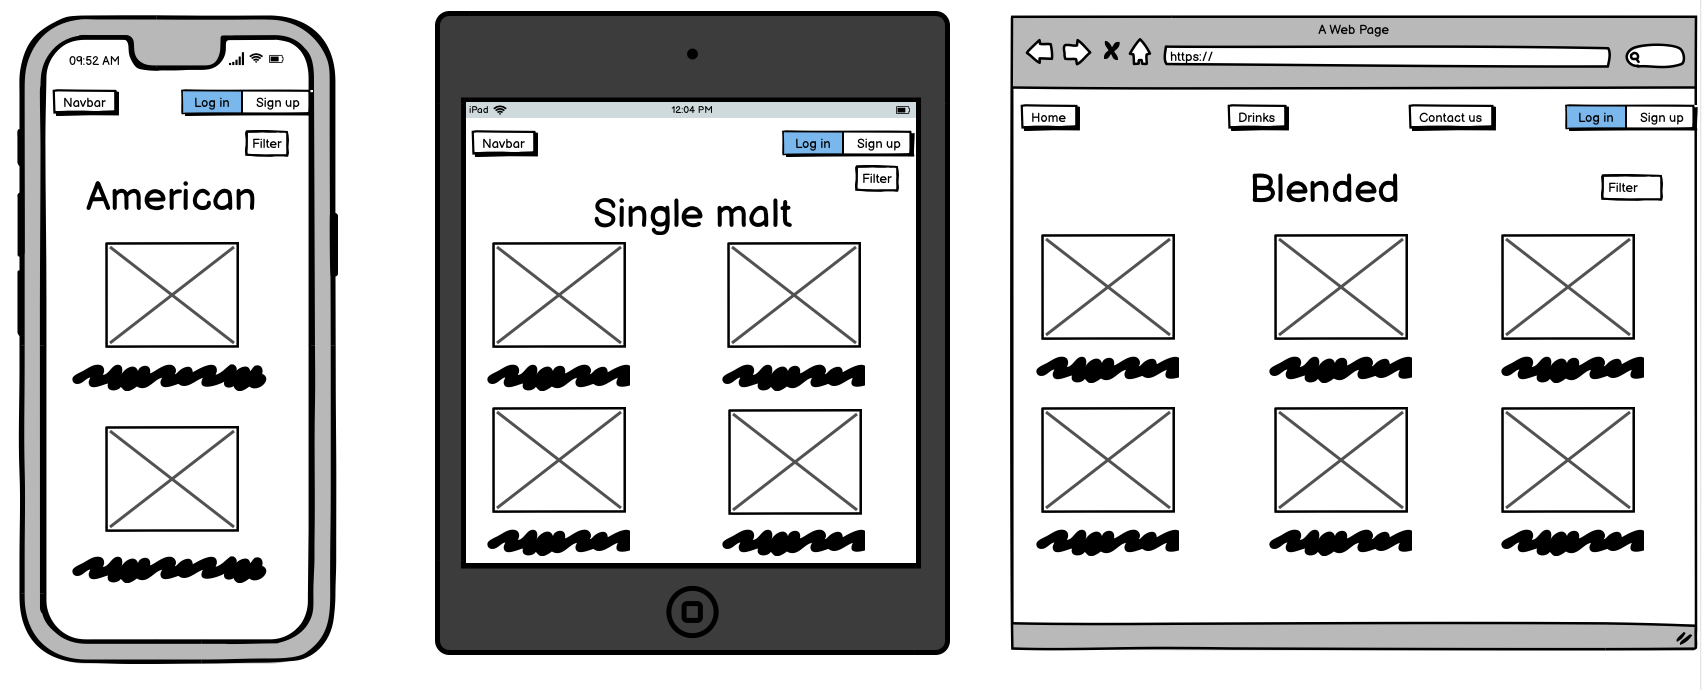 09:52 AM
Navbar
Log in
Sign up
Filter
American
iPad
12:04 PM
Navbar
Log in
Sign up
Filter
Single malt
A Web Page
https://
Home
Drinks
Contact us
Log in
Sign up
Blended
Filter